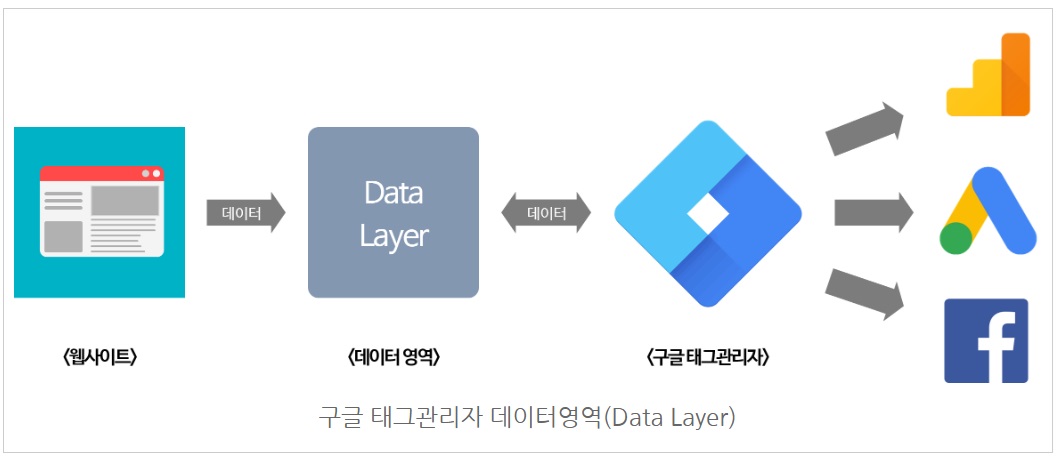 데이터
Data
Layer
데이터
<웹사이트>
<데이터 영역>
<구글 태그관리자>
구글 태그관리자 데이터영역(Data Layer)